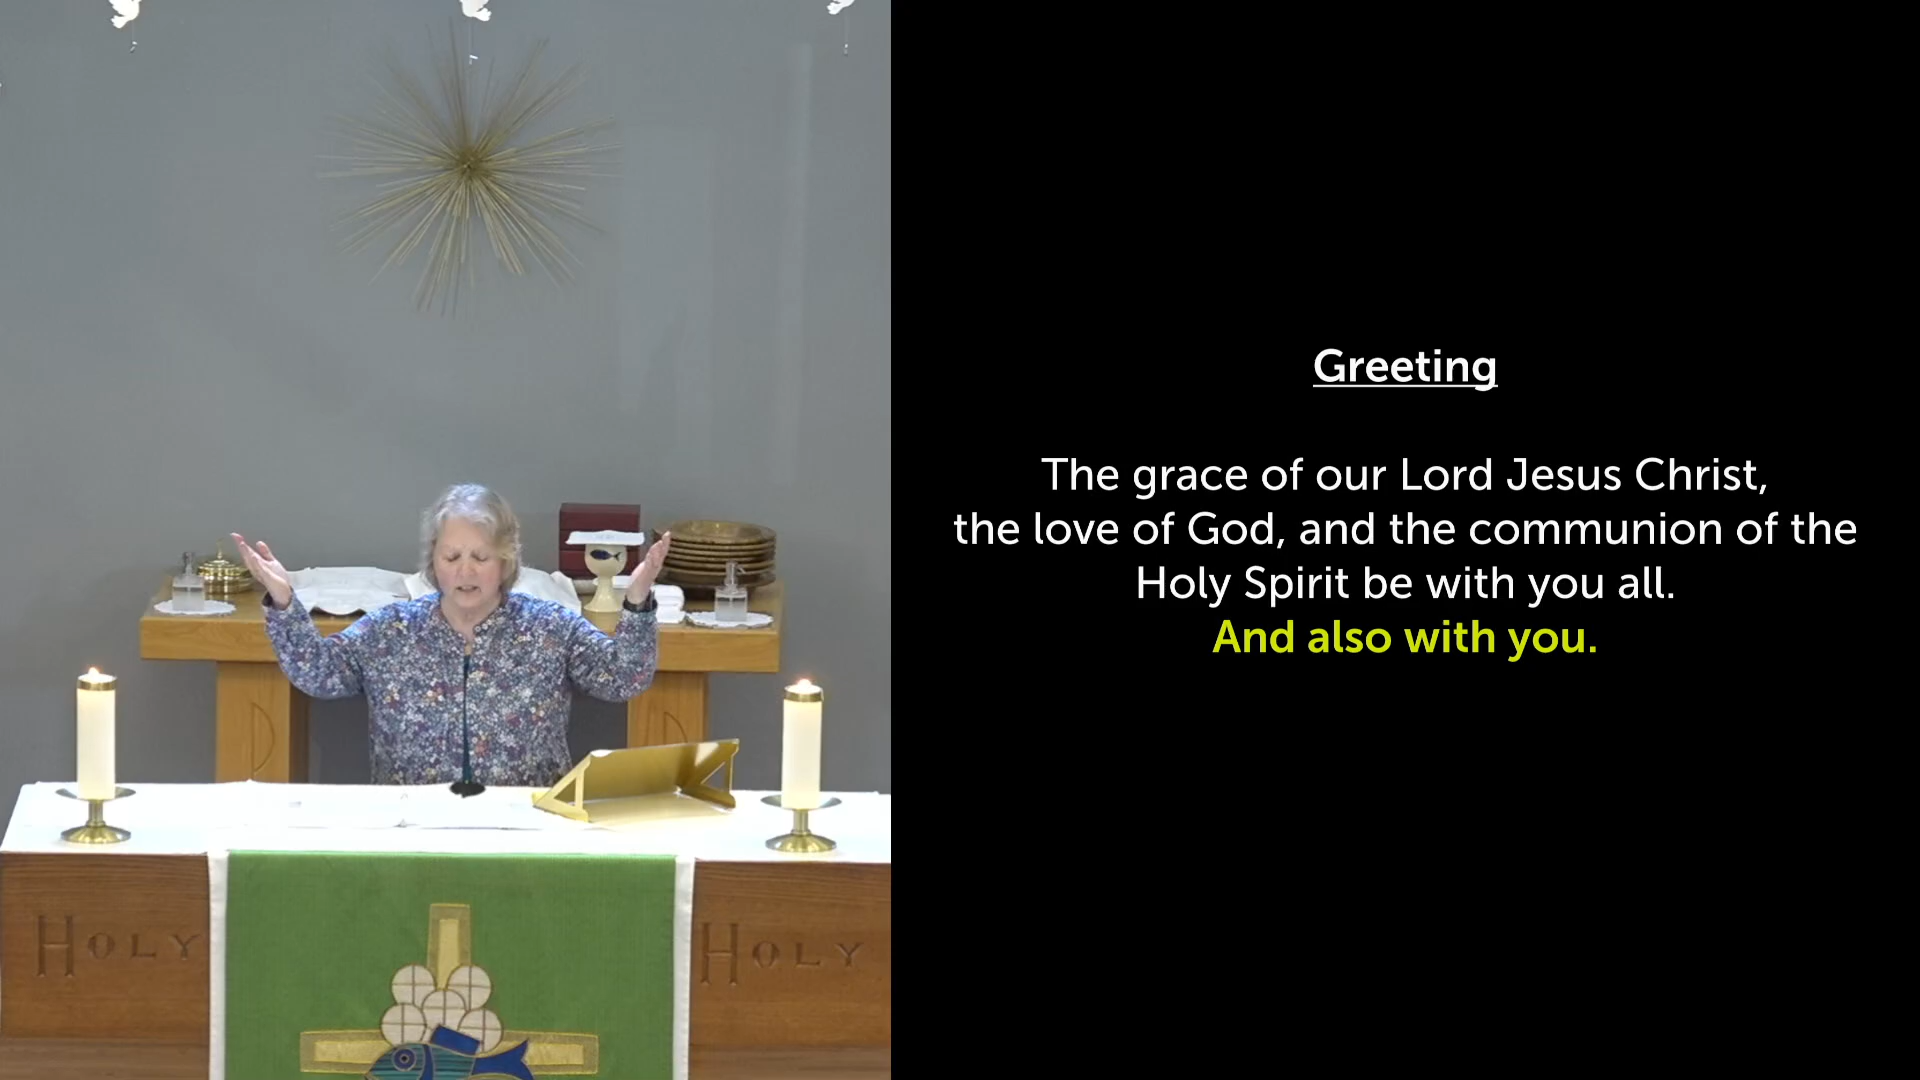 Greeting
The grace of our Lord Jesus Christ,
the love of God, and the communion of the
Holy Spirit be with you all.
And also with you.
HOLY
HOLY